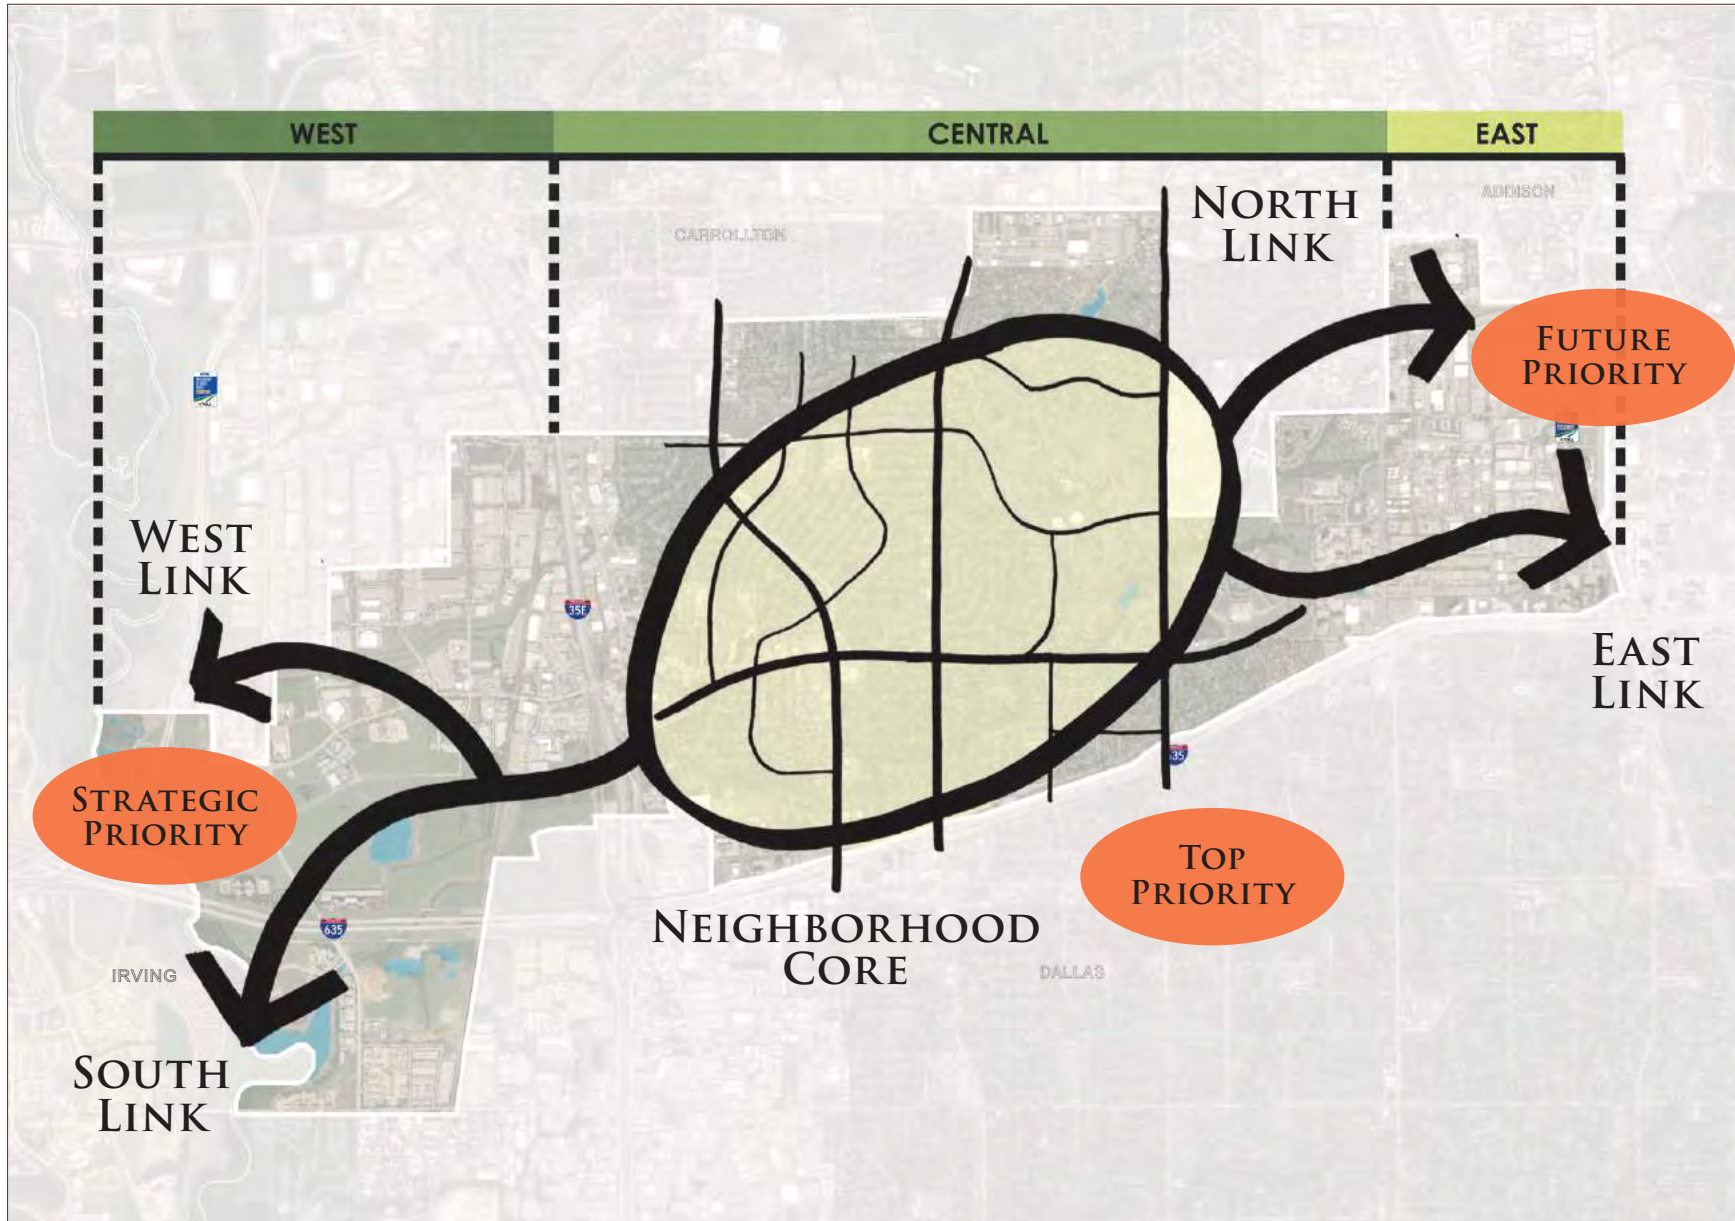 WEST
CENTRAL
EAST
ADDISON
NORTH
LINK
CARROLLTON
FUTURE
PRIORITY
WEST
LINK
35E
EAST
LINK
635
STRATEGIC
PRIORITY
TOP
PRIORITY
635
NEIGHBORHOOD
CORE
IRVING
DALLAS
SOUTH
LINK